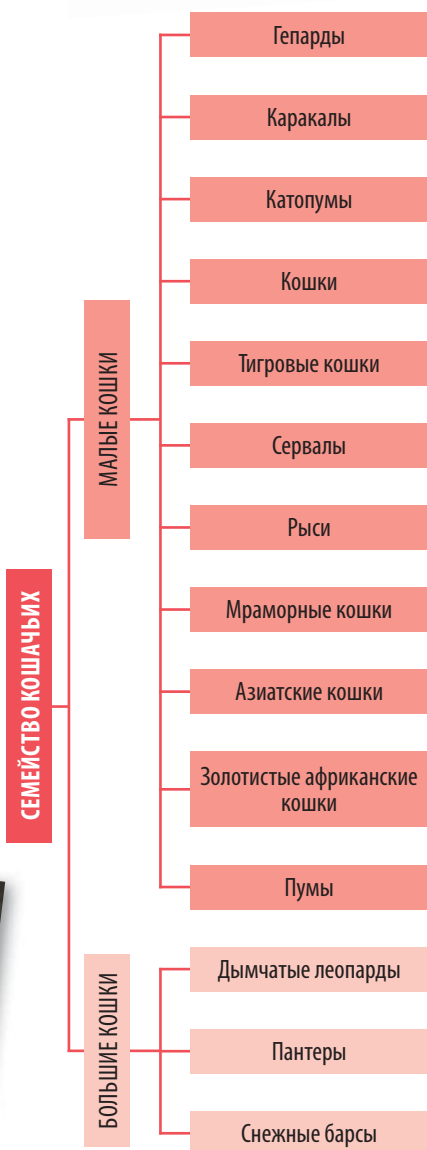 СЕМЕЙСТВО КОШАЧЬИХ
МАЛЫЕ КОШКИ
Гепарды
Каракалы
Катопумы
Кошки
Тигровые кошки
Сервалы
Рыси
Мраморные кошки
Азиатские кошки
Золотистые африканские
кошки
Пумы
БОЛЬШИЕ КОШКИ
Дымчатые леопарды
Пантеры
Снежные барсы